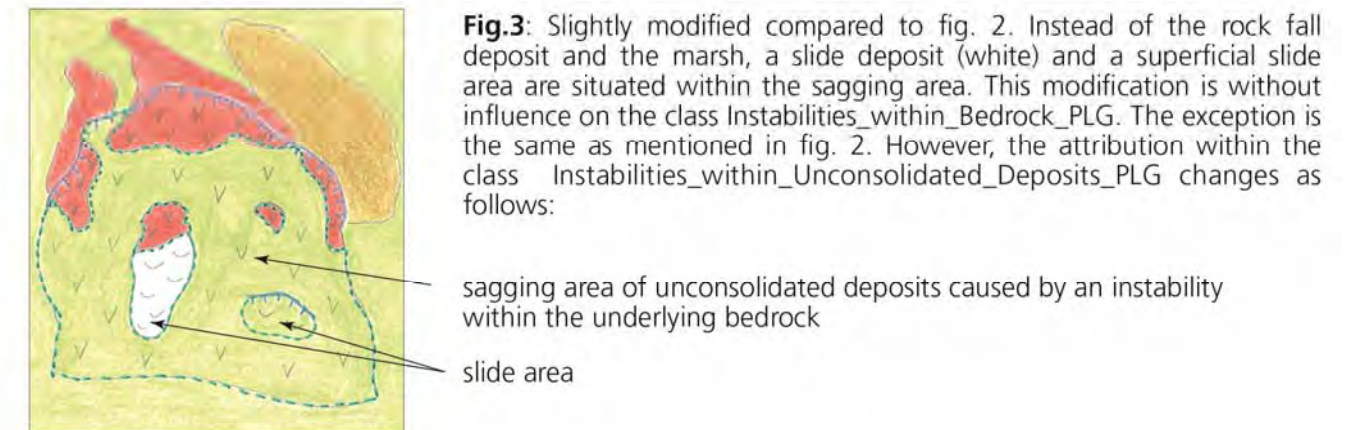 Fig.3: Slightly modified compared to fig. 2. Instead of the rock fall
deposit and the marsh, a slide deposit (white) and a superficial slide
area are situated within the sagging area. This modification is without
influence on the class Instabilities_within_Bedrock_PLG. The exception is
the same as mentioned in fig. 2. However, the attribution within the
class Instabilities_within_Unconsolidated_Deposits_PLG changes as
follows:
sagging area of unconsolidated deposits caused by an instability
within the underlying bedrock
slide area